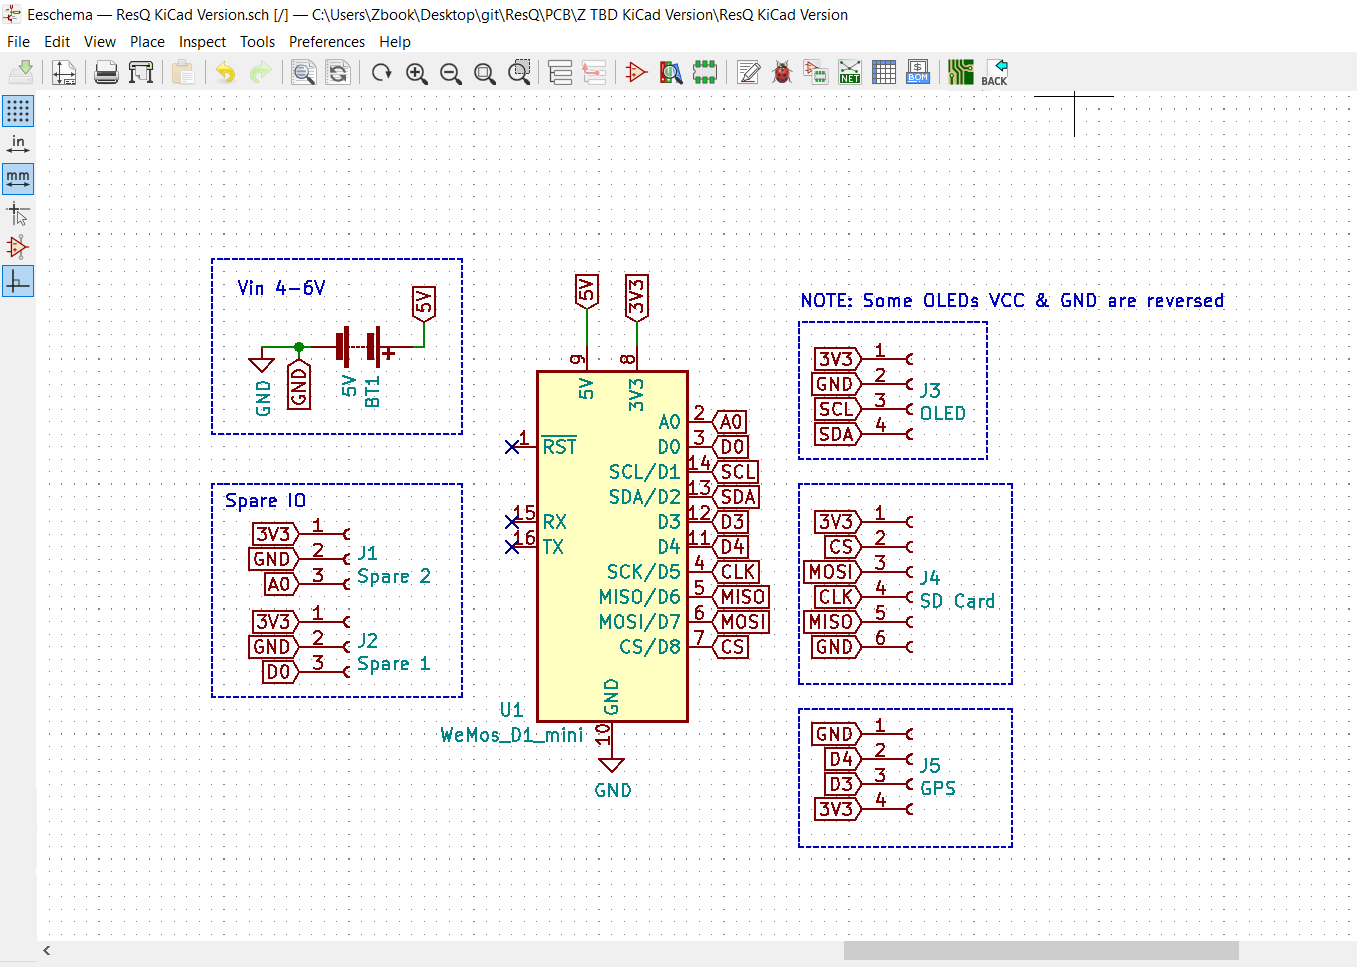 Eeschema — ResQ KiCad Version.sch [/] — C:\Users\Zbook\Desktop\git\ResQ\PCB\Z TBD KiCad Version\ResQ KiCad Version
File Edit View Place Inspect Tools Preferences Help
NET
$
BOM
BACK
in
mm
Vin 4-6V
5V
GND
GND
5V
BT1
Spare IO
3V3 1
GND 2
A0 3
J1
Spare 2
3V3 1
GND 2
D0 3
J2
Spare 1
5V
3V3
9
8
5V
3V3
1 RST
15 RX
16 TX
A0 2 A0
D0 3 D0
SCL/D1 14 SCL
SDA/D2 13 SDA
D3 12 D3
D4 11 D4
SCK/D5 4 CLK
MISO/D6 5 MISO
MOSI/D7 6 MOSI
CS/D8 7 CS
GND
10
U1
WeMos_D1_mini
GND
NOTE: Some OLEDs VCC & GND are reversed
3V3 1
GND 2
SCL 3
SDA 4
J3
OLED
3V3 1
CS 2
MOSI 3
CLK 4
MISO 5
GND 6
J4
SD Card
GND 1
D4 2
D3 3
3V3 4
J5
GPS